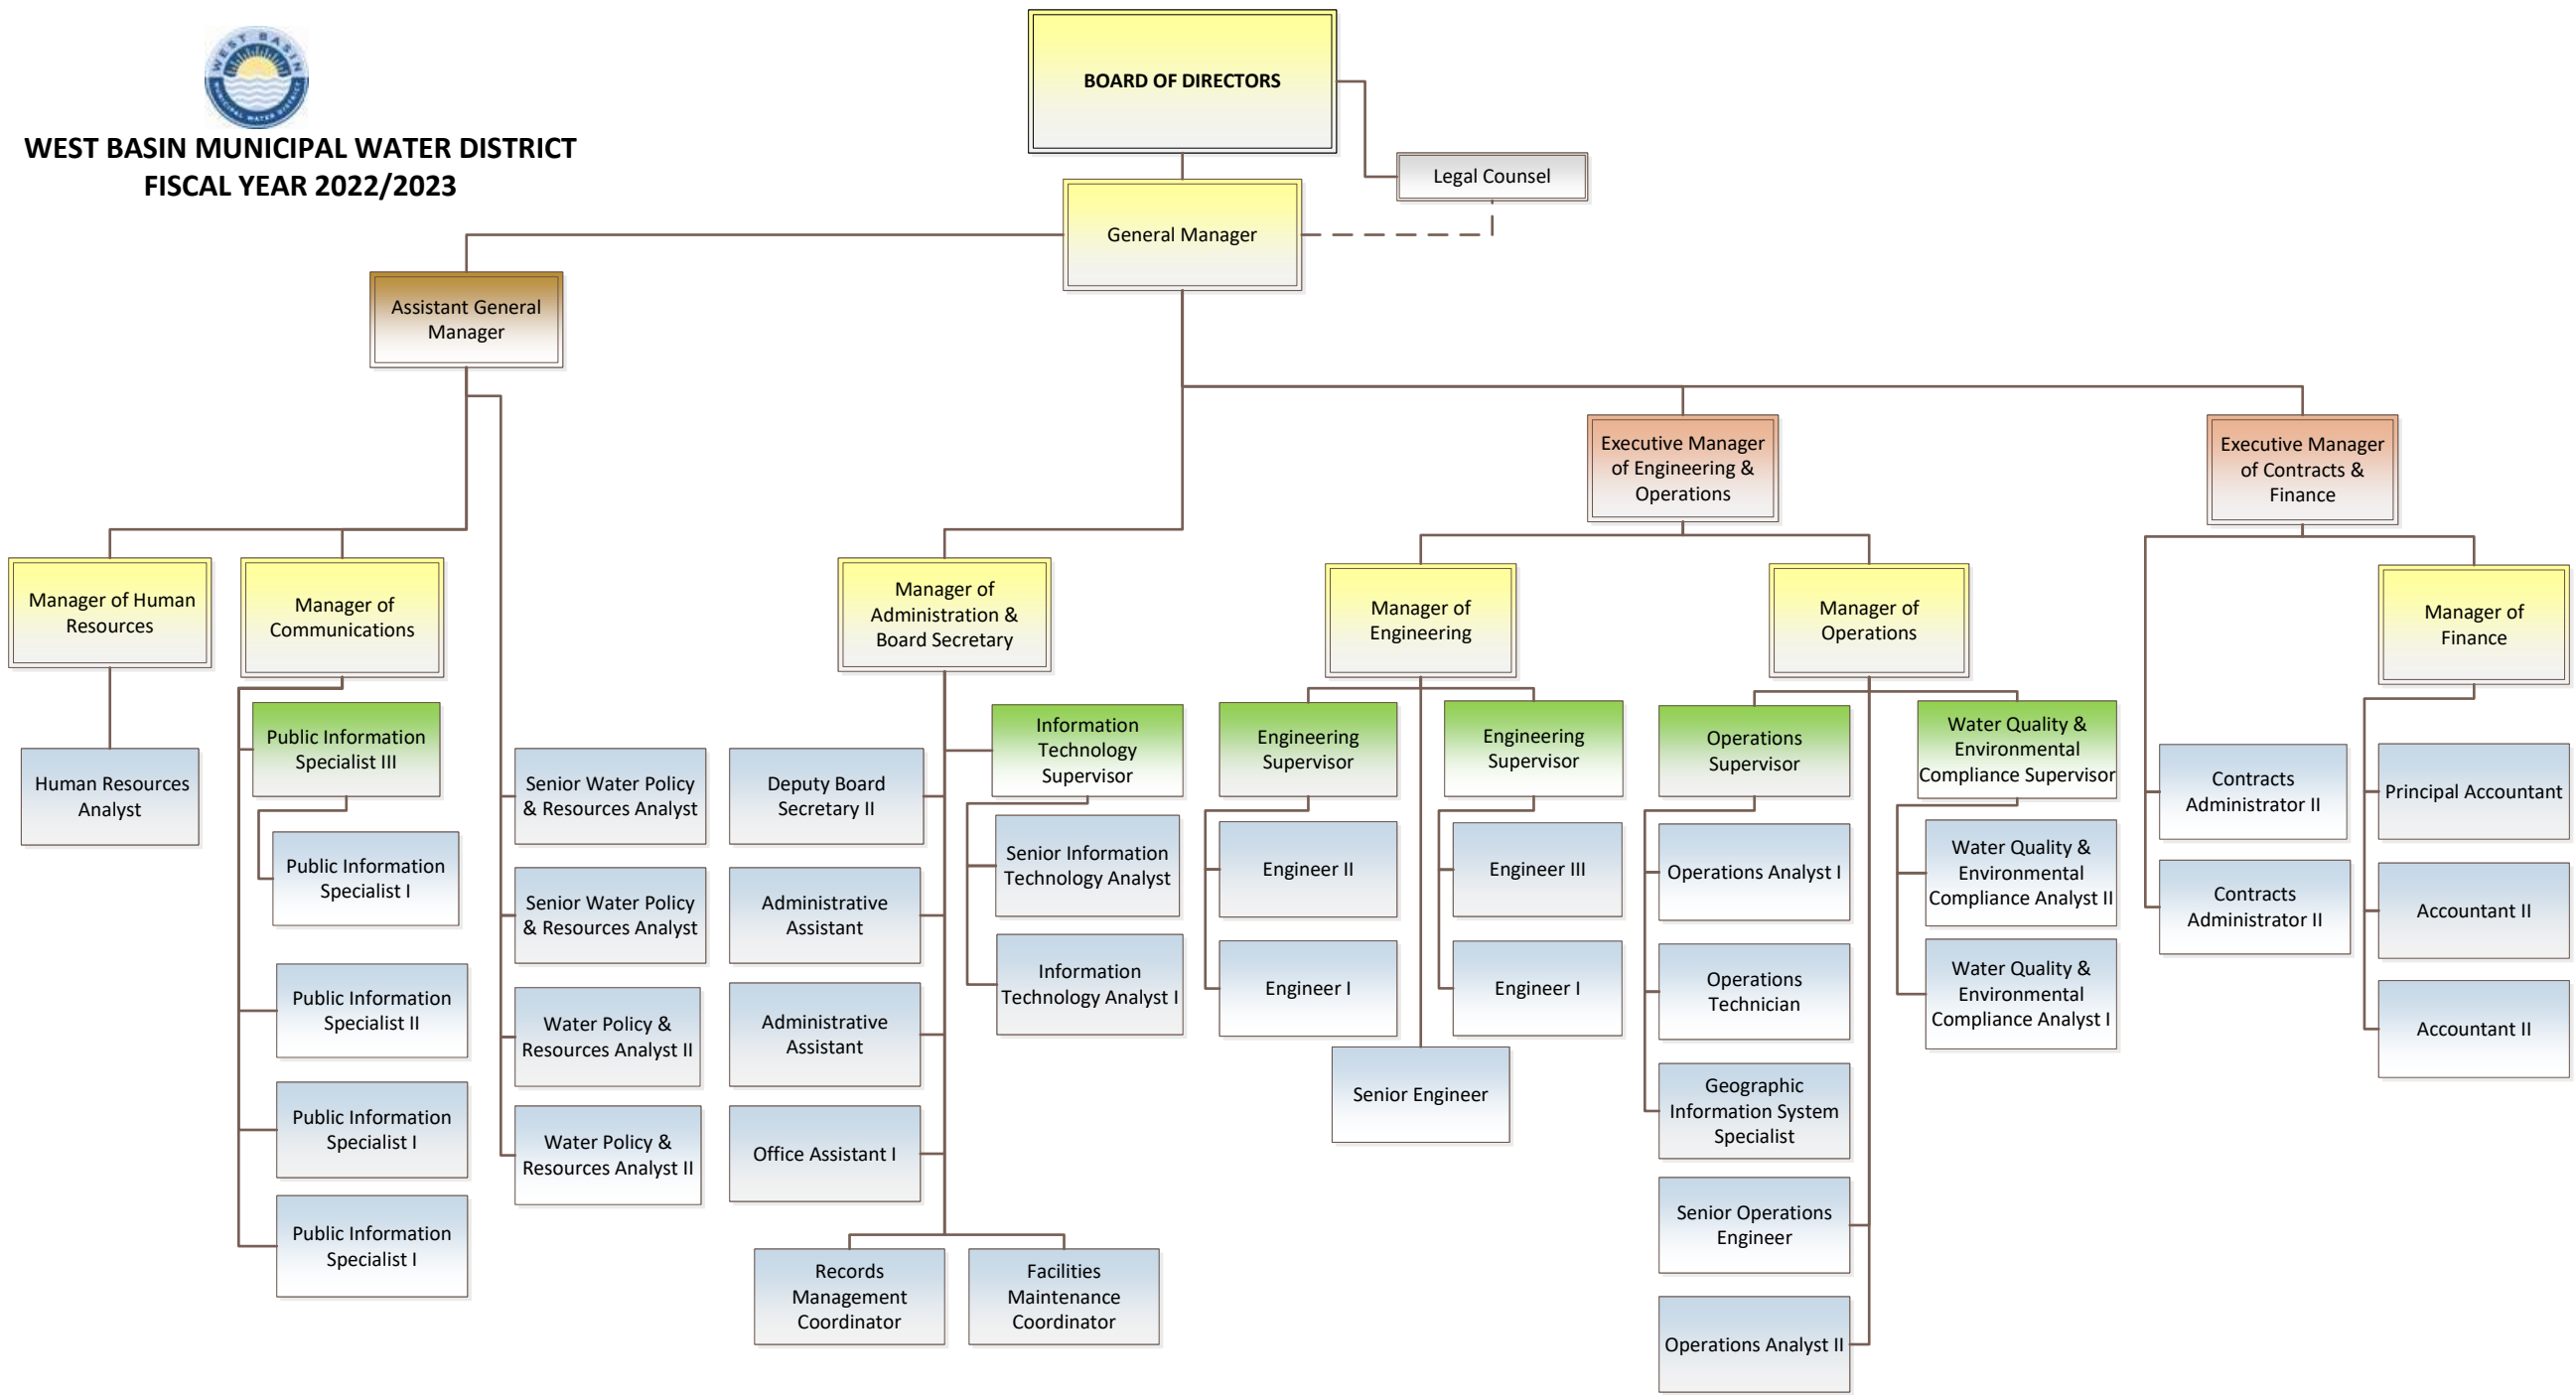 WEST BASIN
MUNICIPAL WATER DISTRICT
WEST BASIN MUNICIPAL WATER DISTRICT
FISCAL YEAR 2022/2023
BOARD OF DIRECTORS
Legal Counsel
General Manager
Assistant General
Manager
Executive Manager
of Engineering &
Operations
Executive Manager
of Contracts &
Finance
Manager of Human
Resources
Manager of
Communications
Manager of
Administration &
Board Secretary
Manager of
Engineering
Manager of
Operations
Manager of
Finance
Human Resources
Analyst
Public Information
Specialist III
Public Information
Specialist I
Public Information
Specialist II
Public Information
Specialist I
Public Information
Specialist I
Senior Water Policy
& Resources Analyst
Senior Water Policy
& Resources Analyst
Water Policy &
Resources Analyst II
Water Policy &
Resources Analyst II
Deputy Board
Secretary II
Administrative
Assistant
Administrative
Assistant
Office Assistant I
Records
Management
Coordinator
Facilities
Maintenance
Coordinator
Information
Technology
Supervisor
Senior Information
Technology Analyst
Information
Technology Analyst I
Engineering
Supervisor
Engineer II
Engineer I
Engineering
Supervisor
Engineer III
Engineer I
Senior Engineer
Operations
Supervisor
Operations Analyst I
Operations
Technician
Geographic
Information System
Specialist
Senior Operations
Engineer
Operations Analyst II
Water Quality &
Environmental
Compliance Supervisor
Water Quality &
Environmental
Compliance Analyst II
Water Quality &
Environmental
Compliance Analyst I
Contracts
Administrator II
Contracts
Administrator II
Principal Accountant
Accountant II
Accountant II